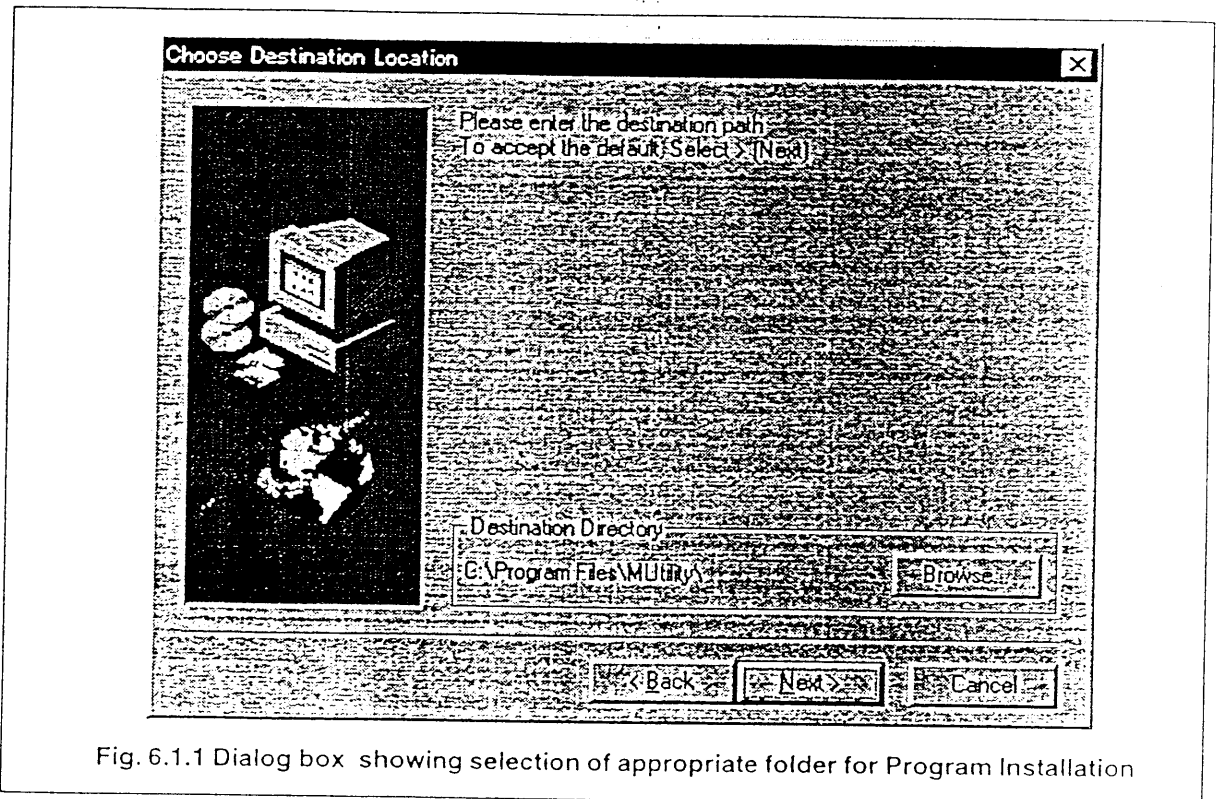 Choose Destination Location
Please enter the destination path
To accept the default, Select > [Next]
Destination Directory
C:\Program Files\MUtility\
Browse...
< Back
Next >
Cancel
Fig. 6.1.1 Dialog box showing selection of appropriate folder for Program Installation